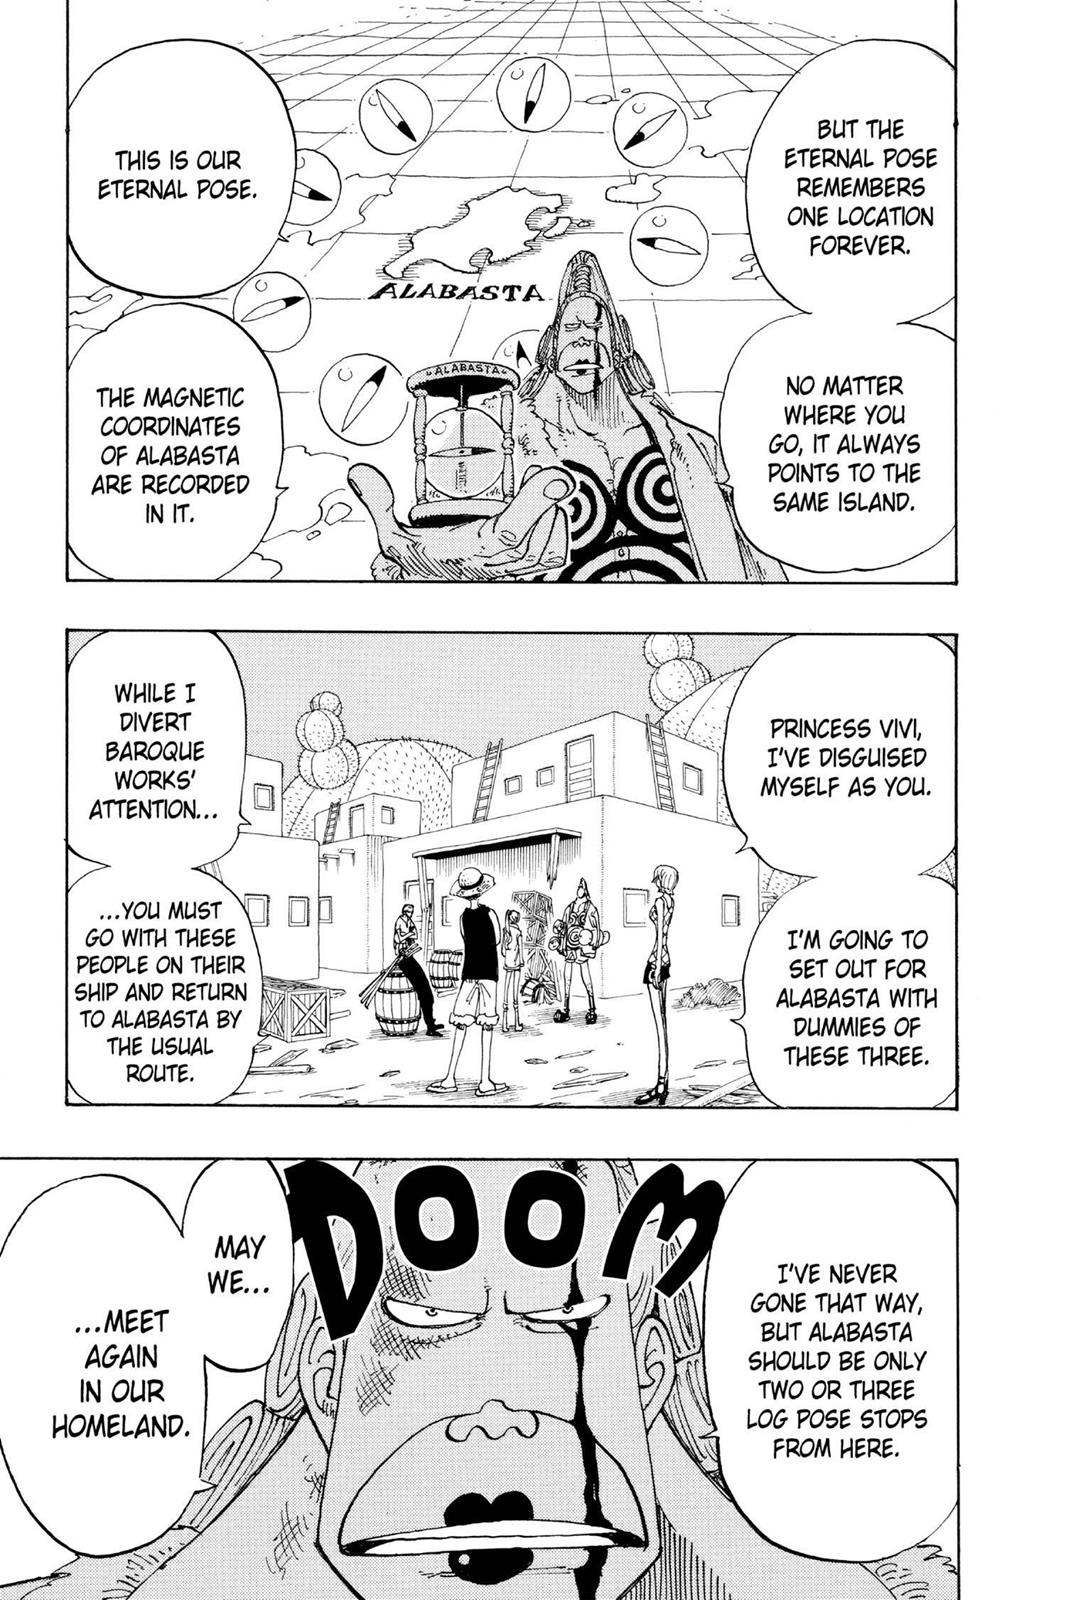 BUT THE
ETERNAL POSE
REMEMBERS
ONE LOCATION
FOREVER.
NO MATTER
WHERE YOU
GO, IT ALWAYS
POINTS TO THE
SAME ISLAND.
THIS IS OUR
ETERNAL POSE.
THE MAGNETIC
COORDINATES
OF ALABASTA
ARE RECORDED
IN IT.
ALABASTA
ALABASTA
PRINCESS VIVI,
I'VE DISGUISED
MYSELF AS YOU.
I'M GOING TO
SET OUT FOR
ALABASTA WITH
DUMMIES OF
THESE THREE.
WHILE I
DIVERT
BAROQUE
WORKS'
ATTENTION...
...YOU MUST
GO WITH THESE
PEOPLE ON THEIR
SHIP AND RETURN
TO ALABASTA BY
THE USUAL
ROUTE.
DOOM
I'VE NEVER
GONE THAT WAY,
BUT ALABASTA
SHOULD BE ONLY
TWO OR THREE
LOG POSE STOPS
FROM HERE.
MAY
WE...
...MEET
AGAIN
IN OUR
HOMELAND.